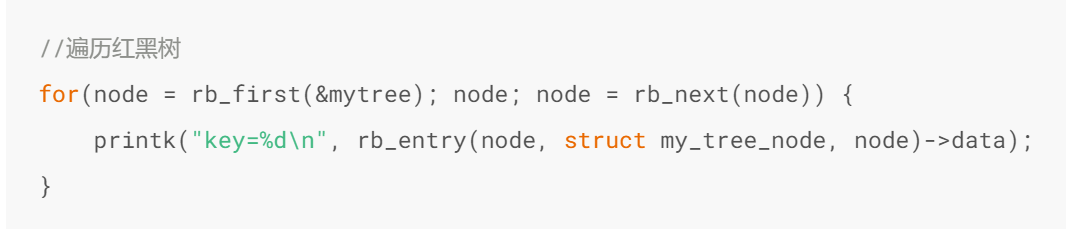 //遍历红黑树
for(node = rb_first(&mytree); node; node = rb_next(node)) {
    printk("key=%d\n", rb_entry(node, struct my_tree_node, node)->data);
}